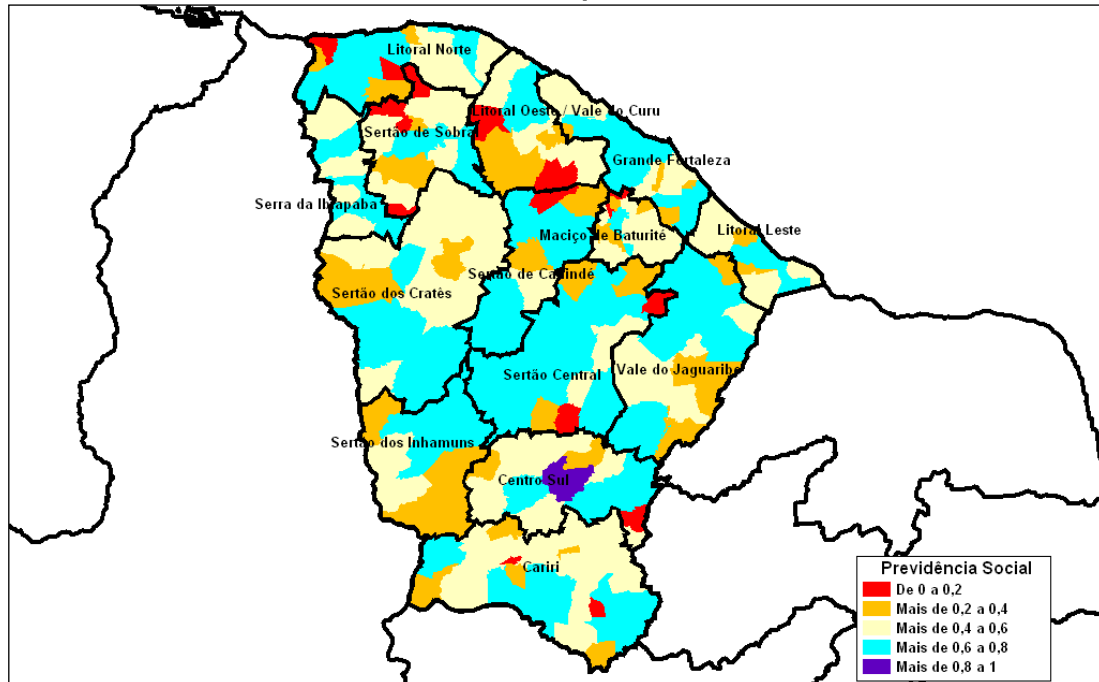 Litoral Norte
Litoral Oeste / Vale do Curu
Sertão de Sobral
Grande Fortaleza
Serra da Ibiapaba
Litoral Leste
Maciço de Baturité
Sertão de Canindé
Sertão dos Cratês
Sertão Central
Vale do Jaguaribe
Sertão dos Inhamuns
Centro Sul
Cariri
Previdência Social
De 0 a 0,2
Mais de 0,2 a 0,4
Mais de 0,4 a 0,6
Mais de 0,6 a 0,8
Mais de 0,8 a 1